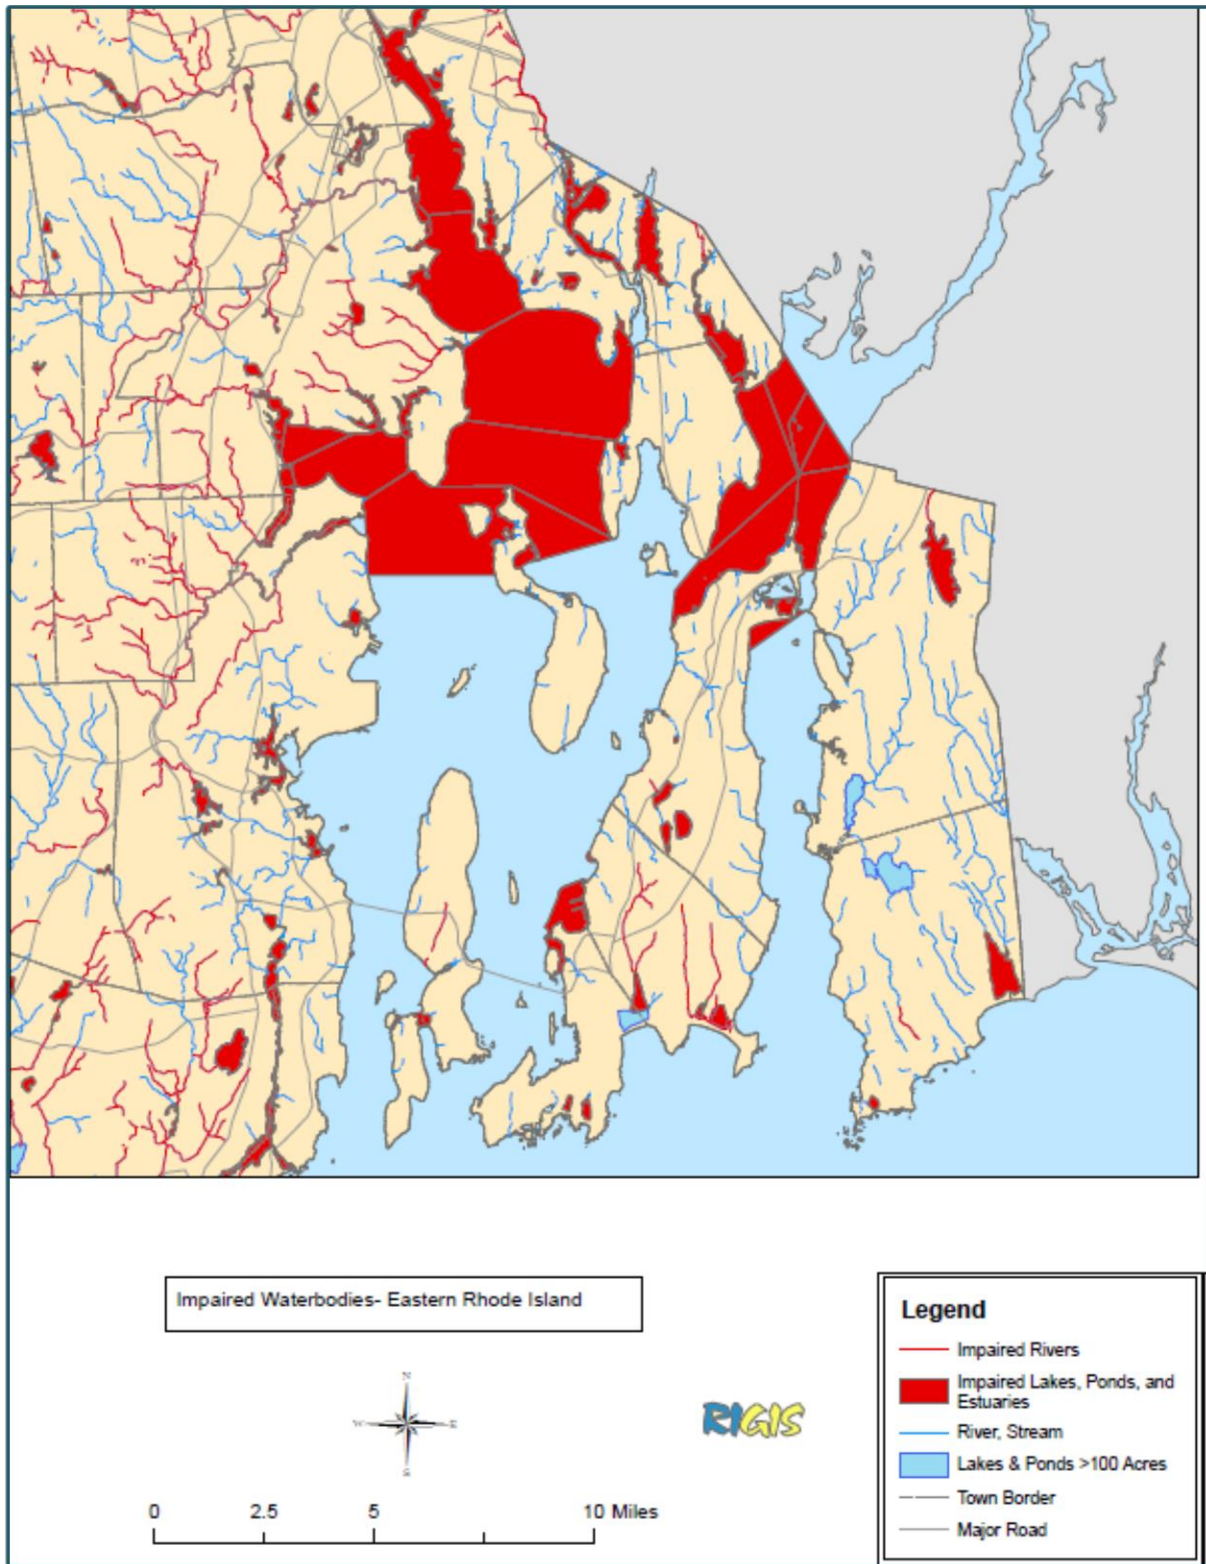 Impaired Waterbodies- Eastern Rhode Island
N
W E
S
RIGIS
0 2.5 5 10 Miles
Legend
Impaired Rivers
Impaired Lakes, Ponds, and
Estuaries
River, Stream
Lakes & Ponds >100 Acres
Town Border
Major Road